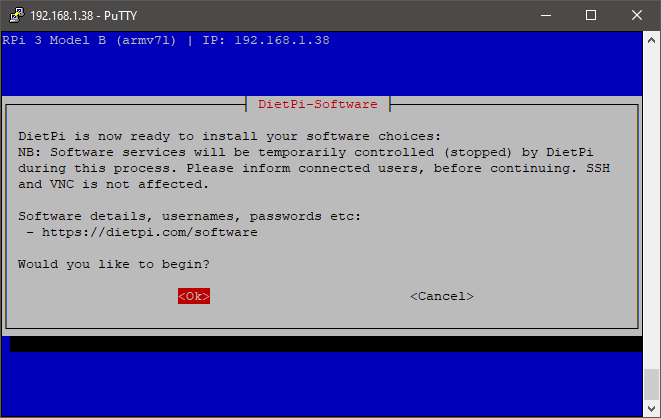 192.168.1.38 - PuTTY
RPi 3 Model B (armv7l) | IP: 192.168.1.38
DietPi-Software
DietPi is now ready to install your software choices:
NB: Software services will be temporarily controlled (stopped) by DietPi
during this process. Please inform connected users, before continuing. SSH
and VNC is not affected.
Software details, usernames, passwords etc:
- https://dietpi.com/software
Would you like to begin?
<Ok> <Cancel>